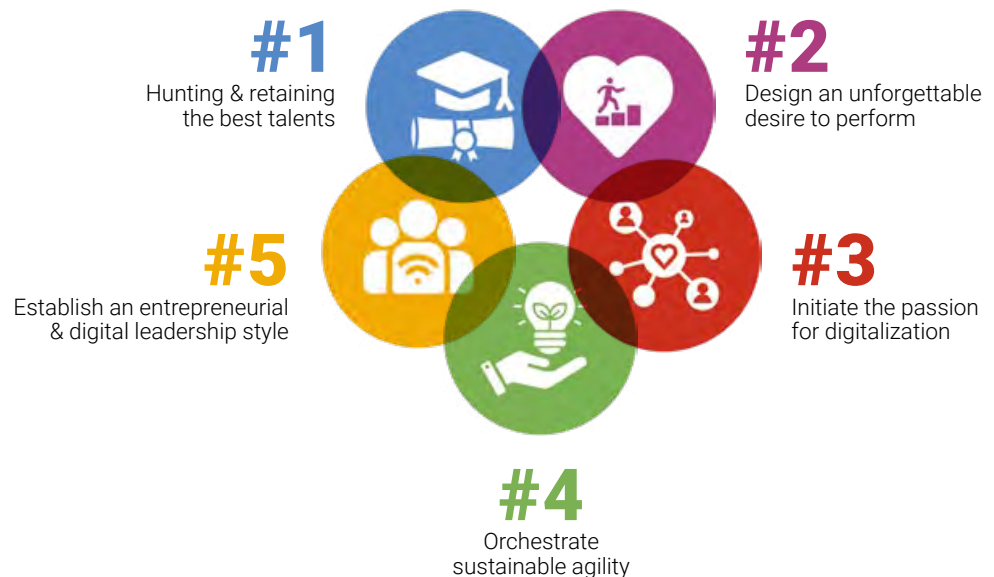 #1
Hunting & retaining
the best talents
#2
Design an unforgettable
desire to perform
#3
Initiate the passion
for digitalization
#4
Orchestrate
sustainable agility
#5
Establish an entrepreneurial
& digital leadership style